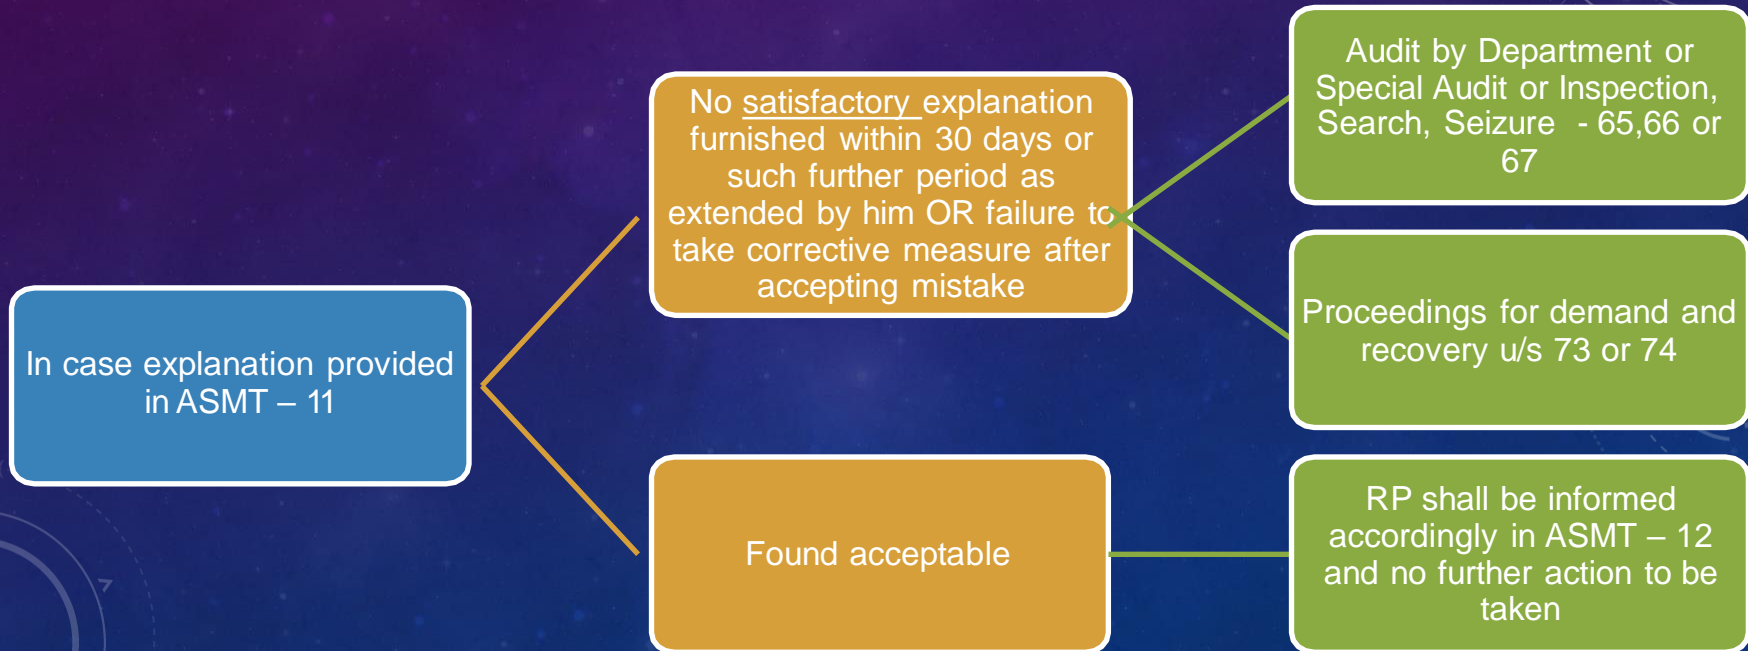 In case explanation provided
in ASMT – 11
No satisfactory explanation
furnished within 30 days or
such further period as
extended by him OR failure to
take corrective measure after
accepting mistake
Found acceptable
Audit by Department or
Special Audit or Inspection,
Search, Seizure - 65,66 or
67
Proceedings for demand and
recovery u/s 73 or 74
RP shall be informed
accordingly in ASMT – 12
and no further action to be
taken